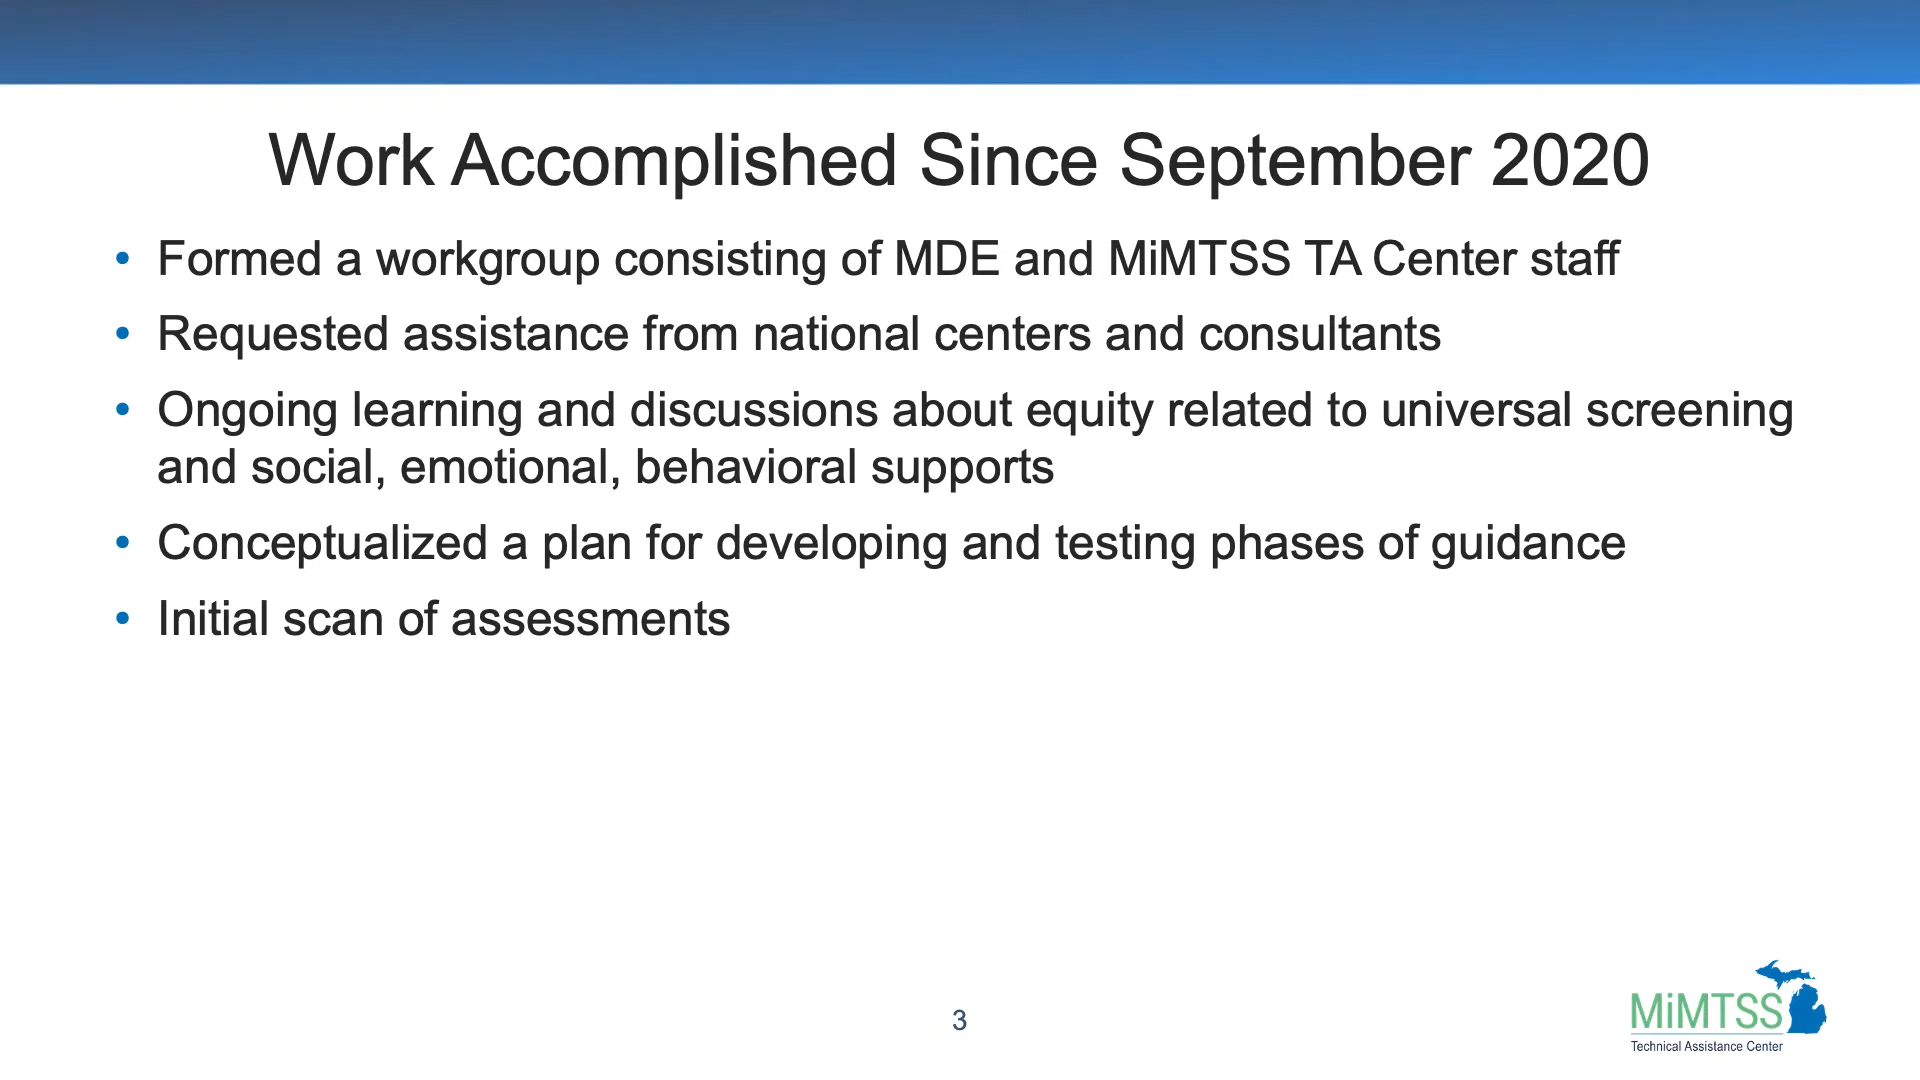 Work Accomplished Since September 2020
• Formed a workgroup consisting of MDE and MiMTSS TA Center staff
• Requested assistance from national centers and consultants
• Ongoing learning and discussions about equity related to universal screening
and social, emotional, behavioral supports
• Conceptualized a plan for developing and testing phases of guidance
• Initial scan of assessments
3
MiMTSS
Technical Assistance Center